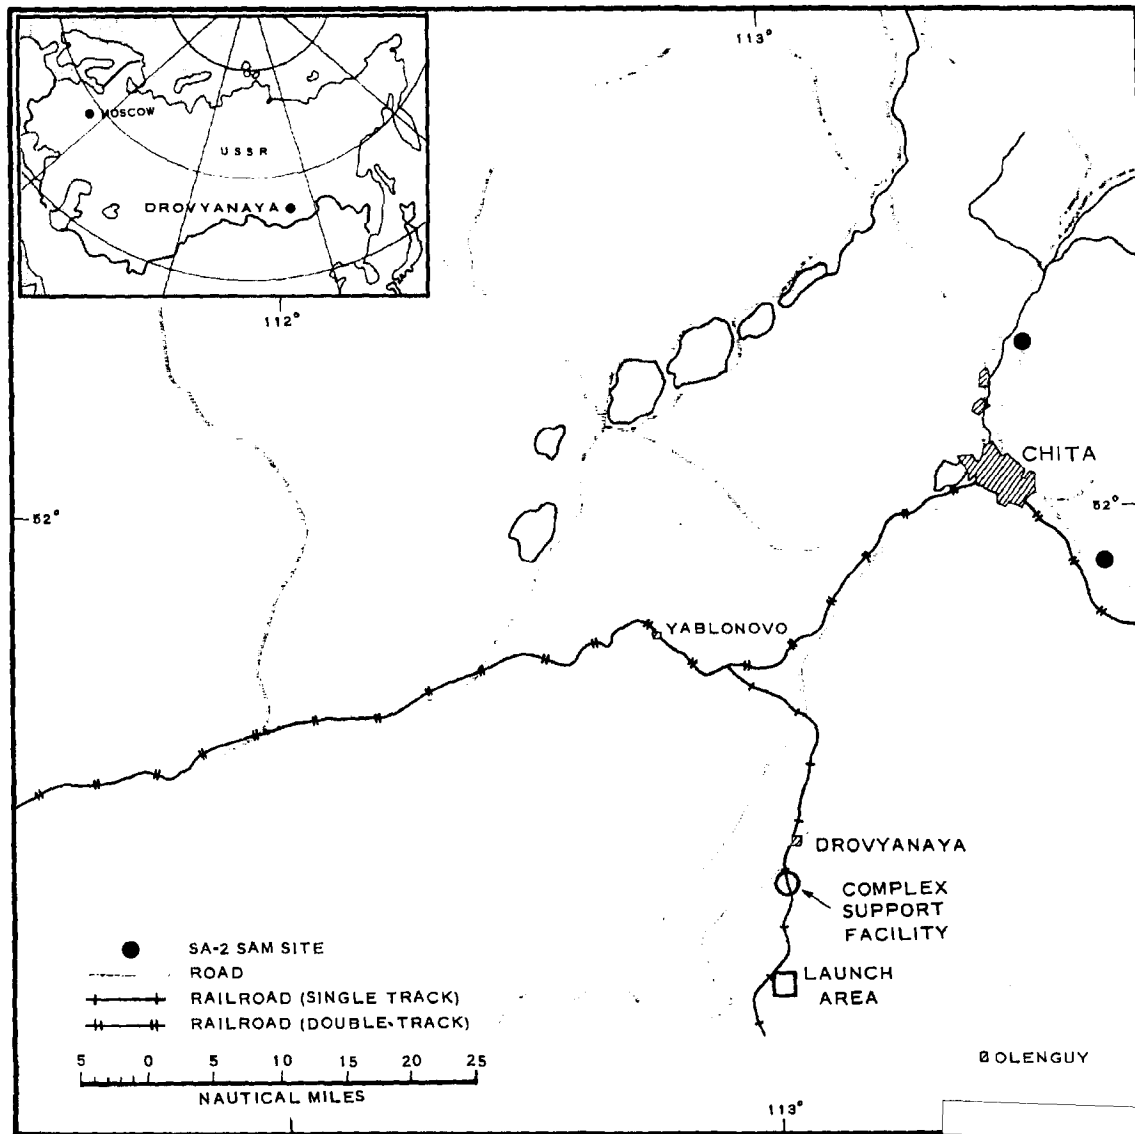 113°
MOSCOW
USSR
DROVYANAYA
112°
CHITA
52°
52°
YABLONOVO
DROVYANAYA
COMPLEX
SUPPORT
FACILITY
LAUNCH
AREA
SA-2 SAM SITE
ROAD
RAILROAD (SINGLE TRACK)
RAILROAD (DOUBLE-TRACK)
5 0 5 10 15 20 25
NAUTICAL MILES
OLENGUY
113°